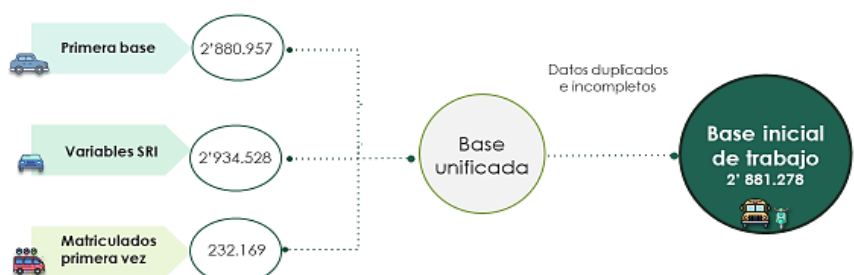 Primera base
2'880.957
Variables SRI
2'934.528
Matriculados
primera vez
232.169
Base
unificada
Datos duplicados
e incompletos
Base inicial
de trabajo
2' 881.278